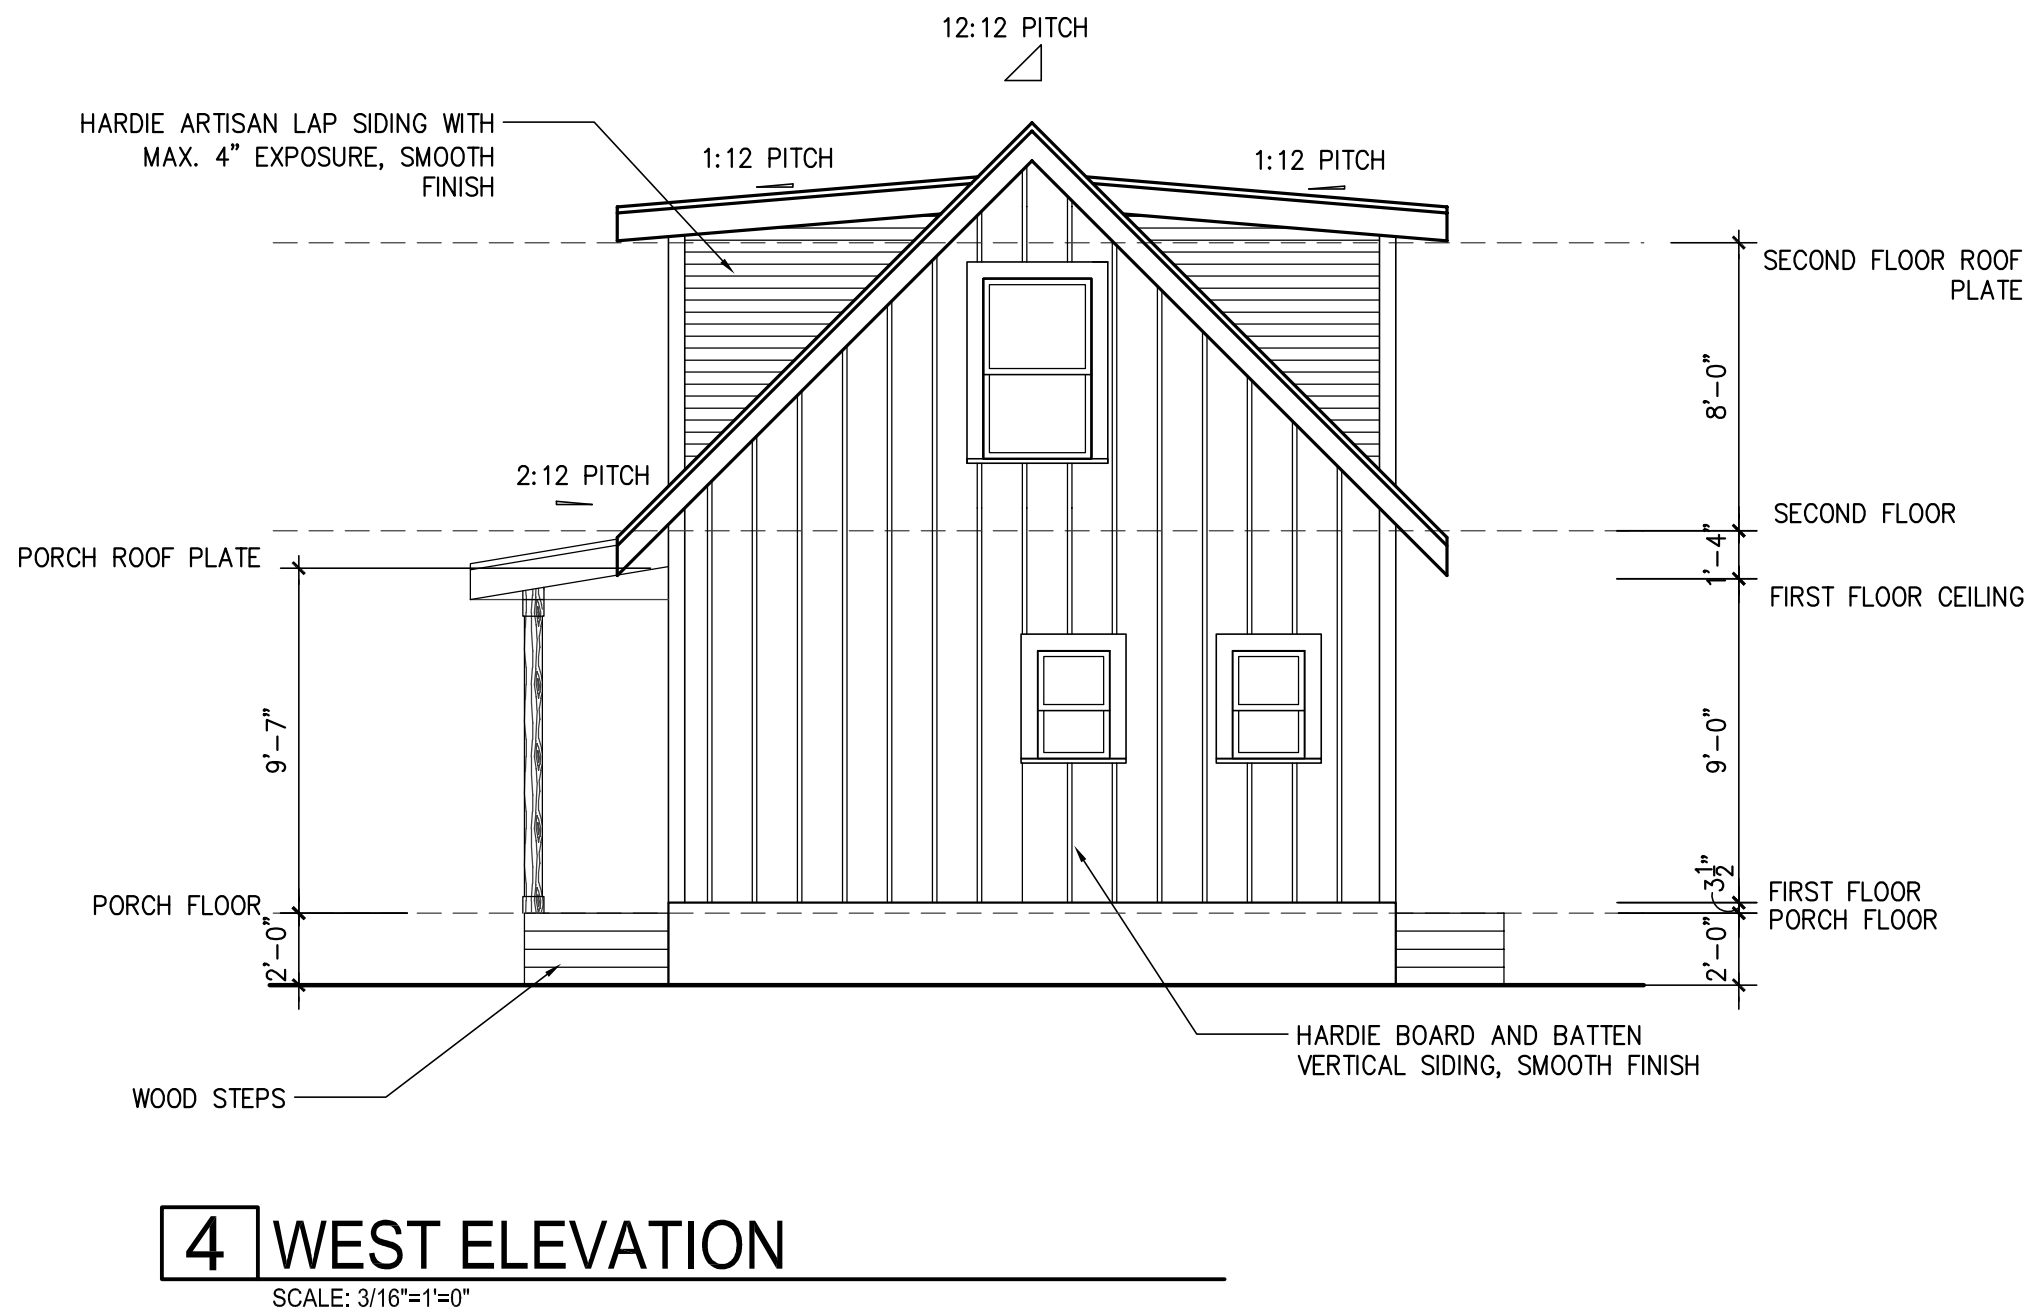 12:12 PITCH
HARDIE ARTISAN LAP SIDING WITH
MAX. 4" EXPOSURE, SMOOTH
FINISH
1:12 PITCH
1:12 PITCH
SECOND FLOOR ROOF
PLATE
8'-0"
2:12 PITCH
SECOND FLOOR
1'-4"
PORCH ROOF PLATE
FIRST FLOOR CEILING
9'-7"
9'-0"
3 1/2"
FIRST FLOOR
PORCH FLOOR
PORCH FLOOR
2'-0"
2'-0"
HARDIE BOARD AND BATTEN
VERTICAL SIDING, SMOOTH FINISH
WOOD STEPS
4 WEST ELEVATION
SCALE: 3/16"=1'=0"